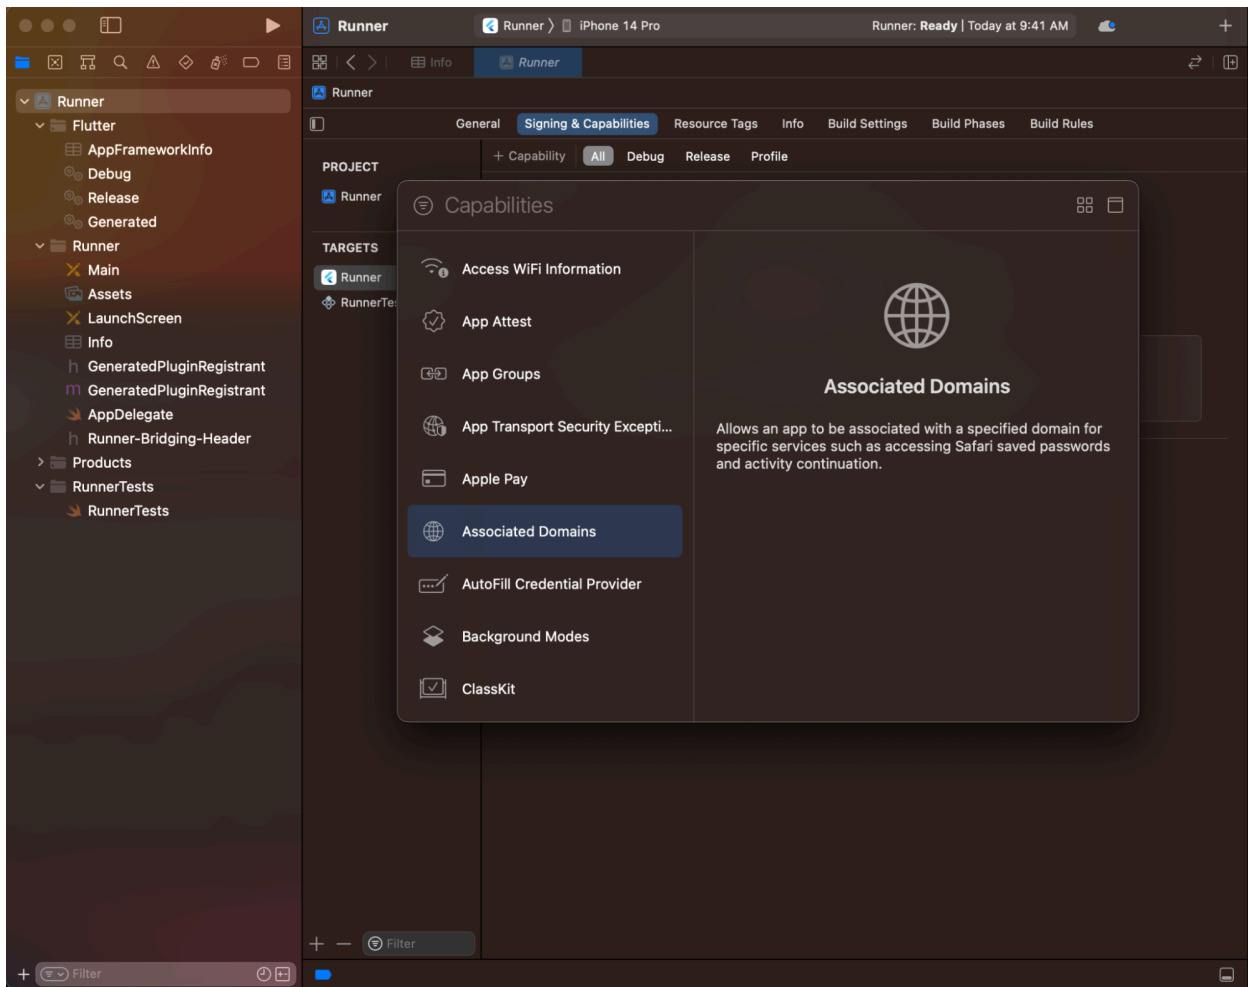 Runner
Runner
iPhone 14 Pro
Runner: Ready | Today at 9:41 AM
Info
Runner
Runner
Runner
Flutter
AppFrameworkInfo
Debug
Release
Generated
Runner
Main
Assets
LaunchScreen
Info
h GeneratedPluginRegistrant
m GeneratedPluginRegistrant
AppDelegate
h Runner-Bridging-Header
Products
RunnerTests
RunnerTests
Filter
General Signing & Capabilities Resource Tags Info Build Settings Build Phases Build Rules
PROJECT
Runner
TARGETS
Runner
RunnerTe
Filter
+ Capability All Debug Release Profile
Capabilities
Access WiFi Information
App Attest
App Groups
App Transport Security Excepti...
Apple Pay
Associated Domains
AutoFill Credential Provider
Background Modes
ClassKit
Associated Domains
Allows an app to be associated with a specified domain for
specific services such as accessing Safari saved passwords
and activity continuation.